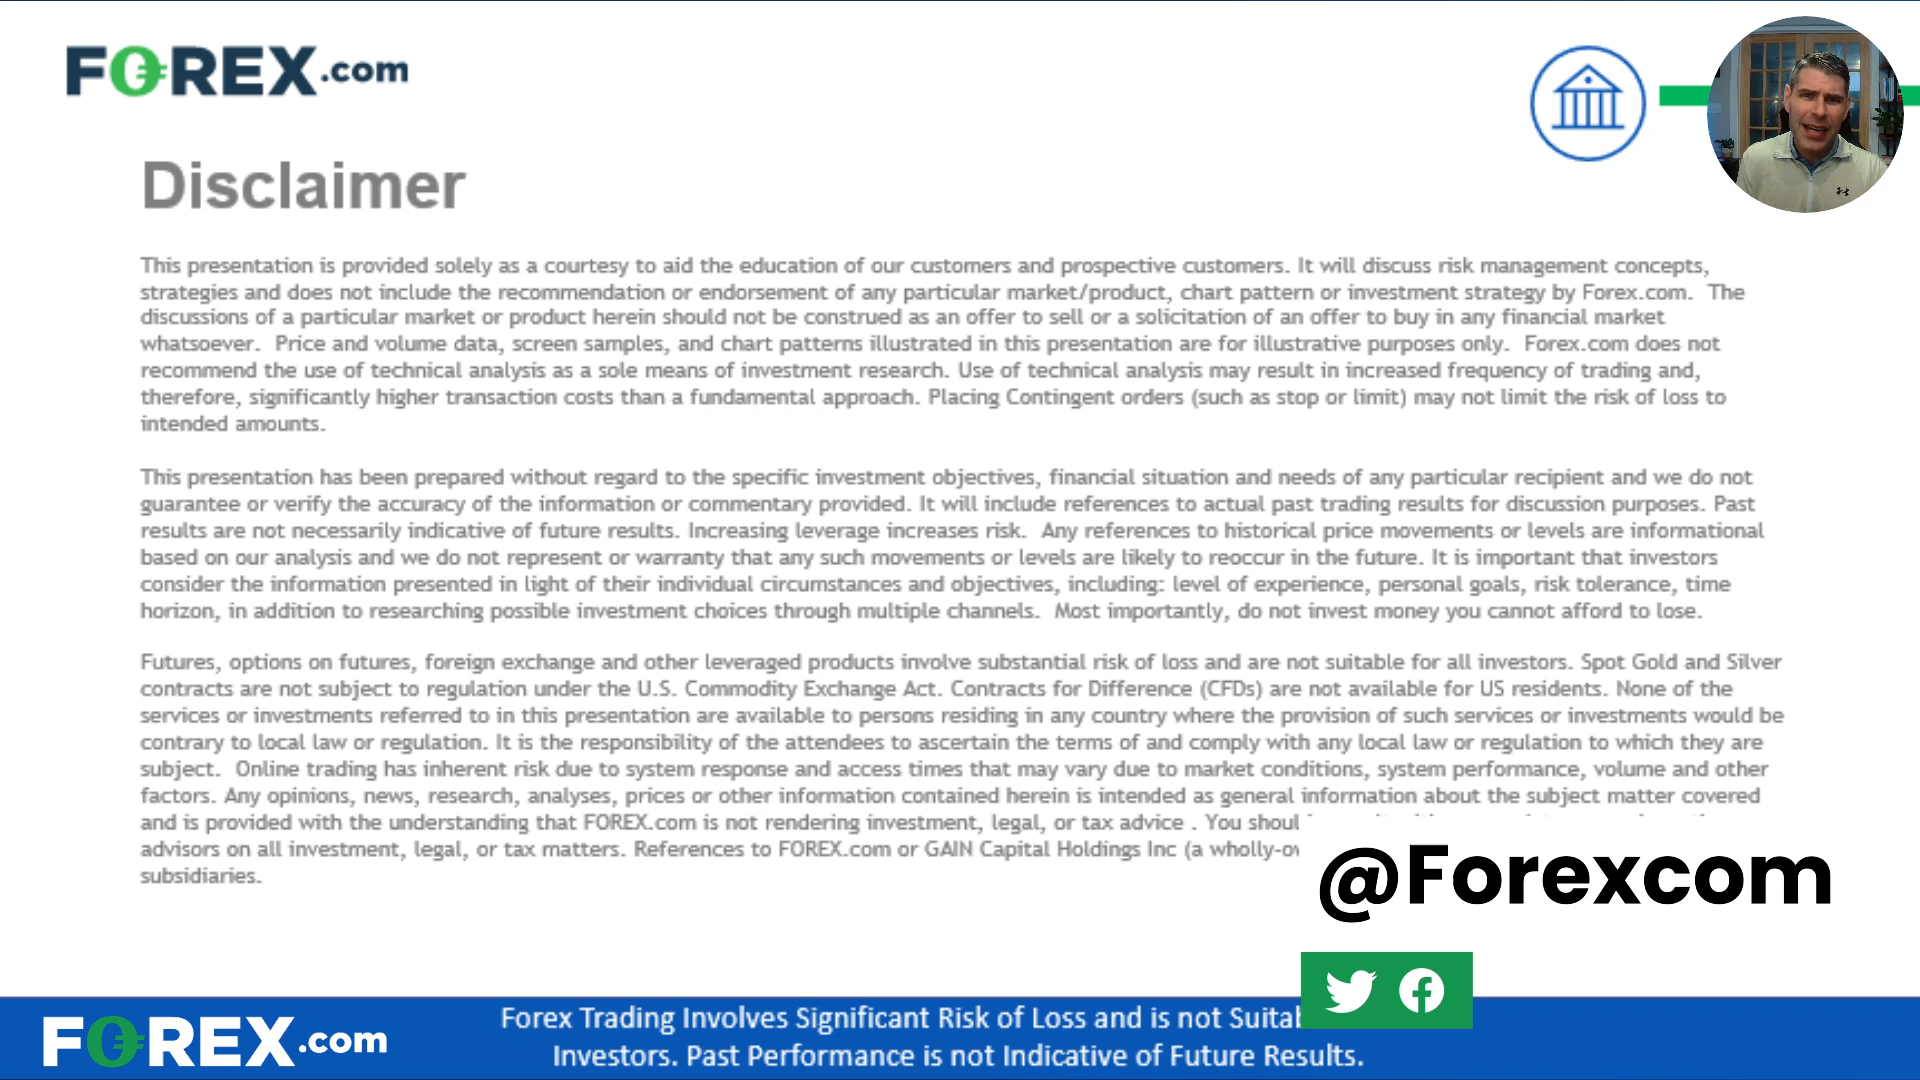 FOREX.com
Disclaimer
This presentation is provided solely as a courtesy to aid the education of our customers and prospective customers. It will discuss risk management concepts,
strategies and does not include the recommendation or endorsement of any particular market/product, chart pattern or investment strategy by Forex.com. The
discussions of a particular market or product herein should not be construed as an offer to sell or a solicitation of an offer to buy in any financial market
whatsoever. Price and volume data, screen samples, and chart patterns illustrated in this presentation are for illustrative purposes only. Forex.com does not
recommend the use of technical analysis as a sole means of investment research. Use of technical analysis may result in increased frequency of trading and,
therefore, significantly higher transaction costs than a fundamental approach. Placing Contingent orders (such as stop or limit) may not limit the risk of loss to
intended amounts.
This presentation has been prepared without regard to the specific investment objectives, financial situation and needs of any particular recipient and we do not
guarantee or verify the accuracy of the information or commentary provided. It will include references to actual past trading results for discussion purposes. Past
results are not necessarily indicative of future results. Increasing leverage increases risk. Any references to historical price movements or levels are informational
based on our analysis and we do not represent or warranty that any such movements or levels are likely to reoccur in the future. It is important that investors
consider the information presented in light of their individual circumstances and objectives, including: level of experience, personal goals, risk tolerance, time
horizon, in addition to researching possible investment choices through multiple channels. Most importantly, do not invest money you cannot afford to lose.
Futures, options on futures, foreign exchange and other leveraged products involve substantial risk of loss and are not suitable for all investors. Spot Gold and Silver
contracts are not subject to regulation under the U.S. Commodity Exchange Act. Contracts for Difference (CFDs) are not available for US residents. None of the
services or investments referred to in this presentation are available to persons residing in any country where the provision of such services or investments would be
contrary to local law or regulation. It is the responsibility of the attendees to ascertain the terms of and comply with any local law or regulation to which they are
subject. Online trading has inherent risk due to system response and access times that may vary due to market conditions, system performance, volume and other
factors. Any opinions, news, research, analyses, prices or other information contained herein is intended as general information about the subject matter covered
and is provided with the understanding that FOREX.com is not rendering investment, legal, or tax advice . You
advisors on all investment, legal, or tax matters. References to FOREX.com or GAIN Capital Holdings Inc (a
subsidiaries.
@Forexcom
FOREX.com
Forex Trading Involves Significant Risk of Loss and is not
Investors. Past Performance is not Indicative of Future Results.